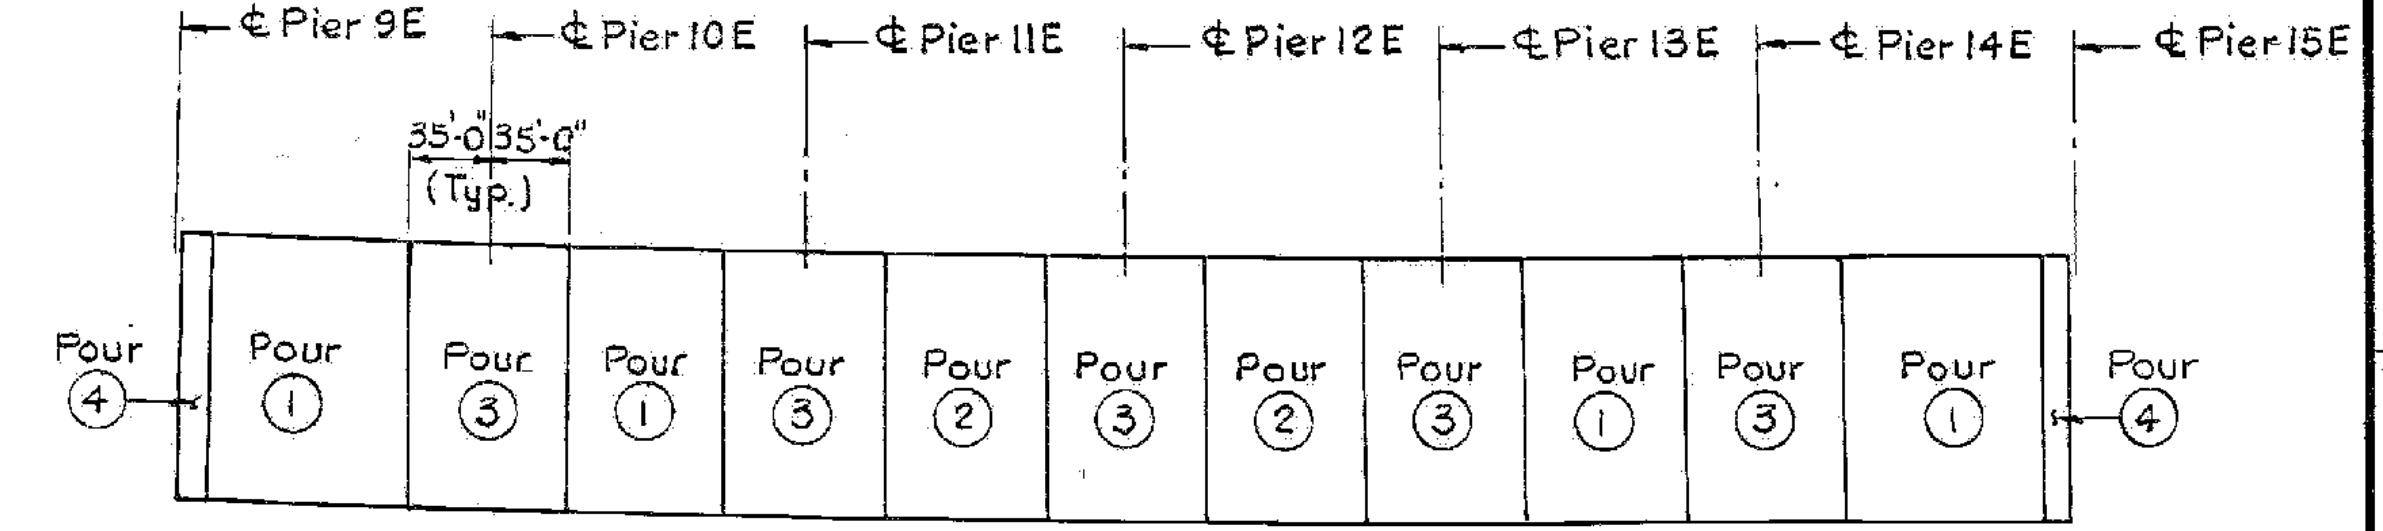 ℄ Pier 9E
℄ Pier 10E
℄ Pier 11E
℄ Pier 12E
℄ Pier 13E
℄ Pier 14E
℄ Pier 15E
35'-0" 35'-0"
(Typ.)
Pour
4
Pour
1
Pour
3
Pour
1
Pour
3
Pour
2
Pour
3
Pour
2
Pour
3
Pour
1
Pour
3
Pour
1
Pour
4